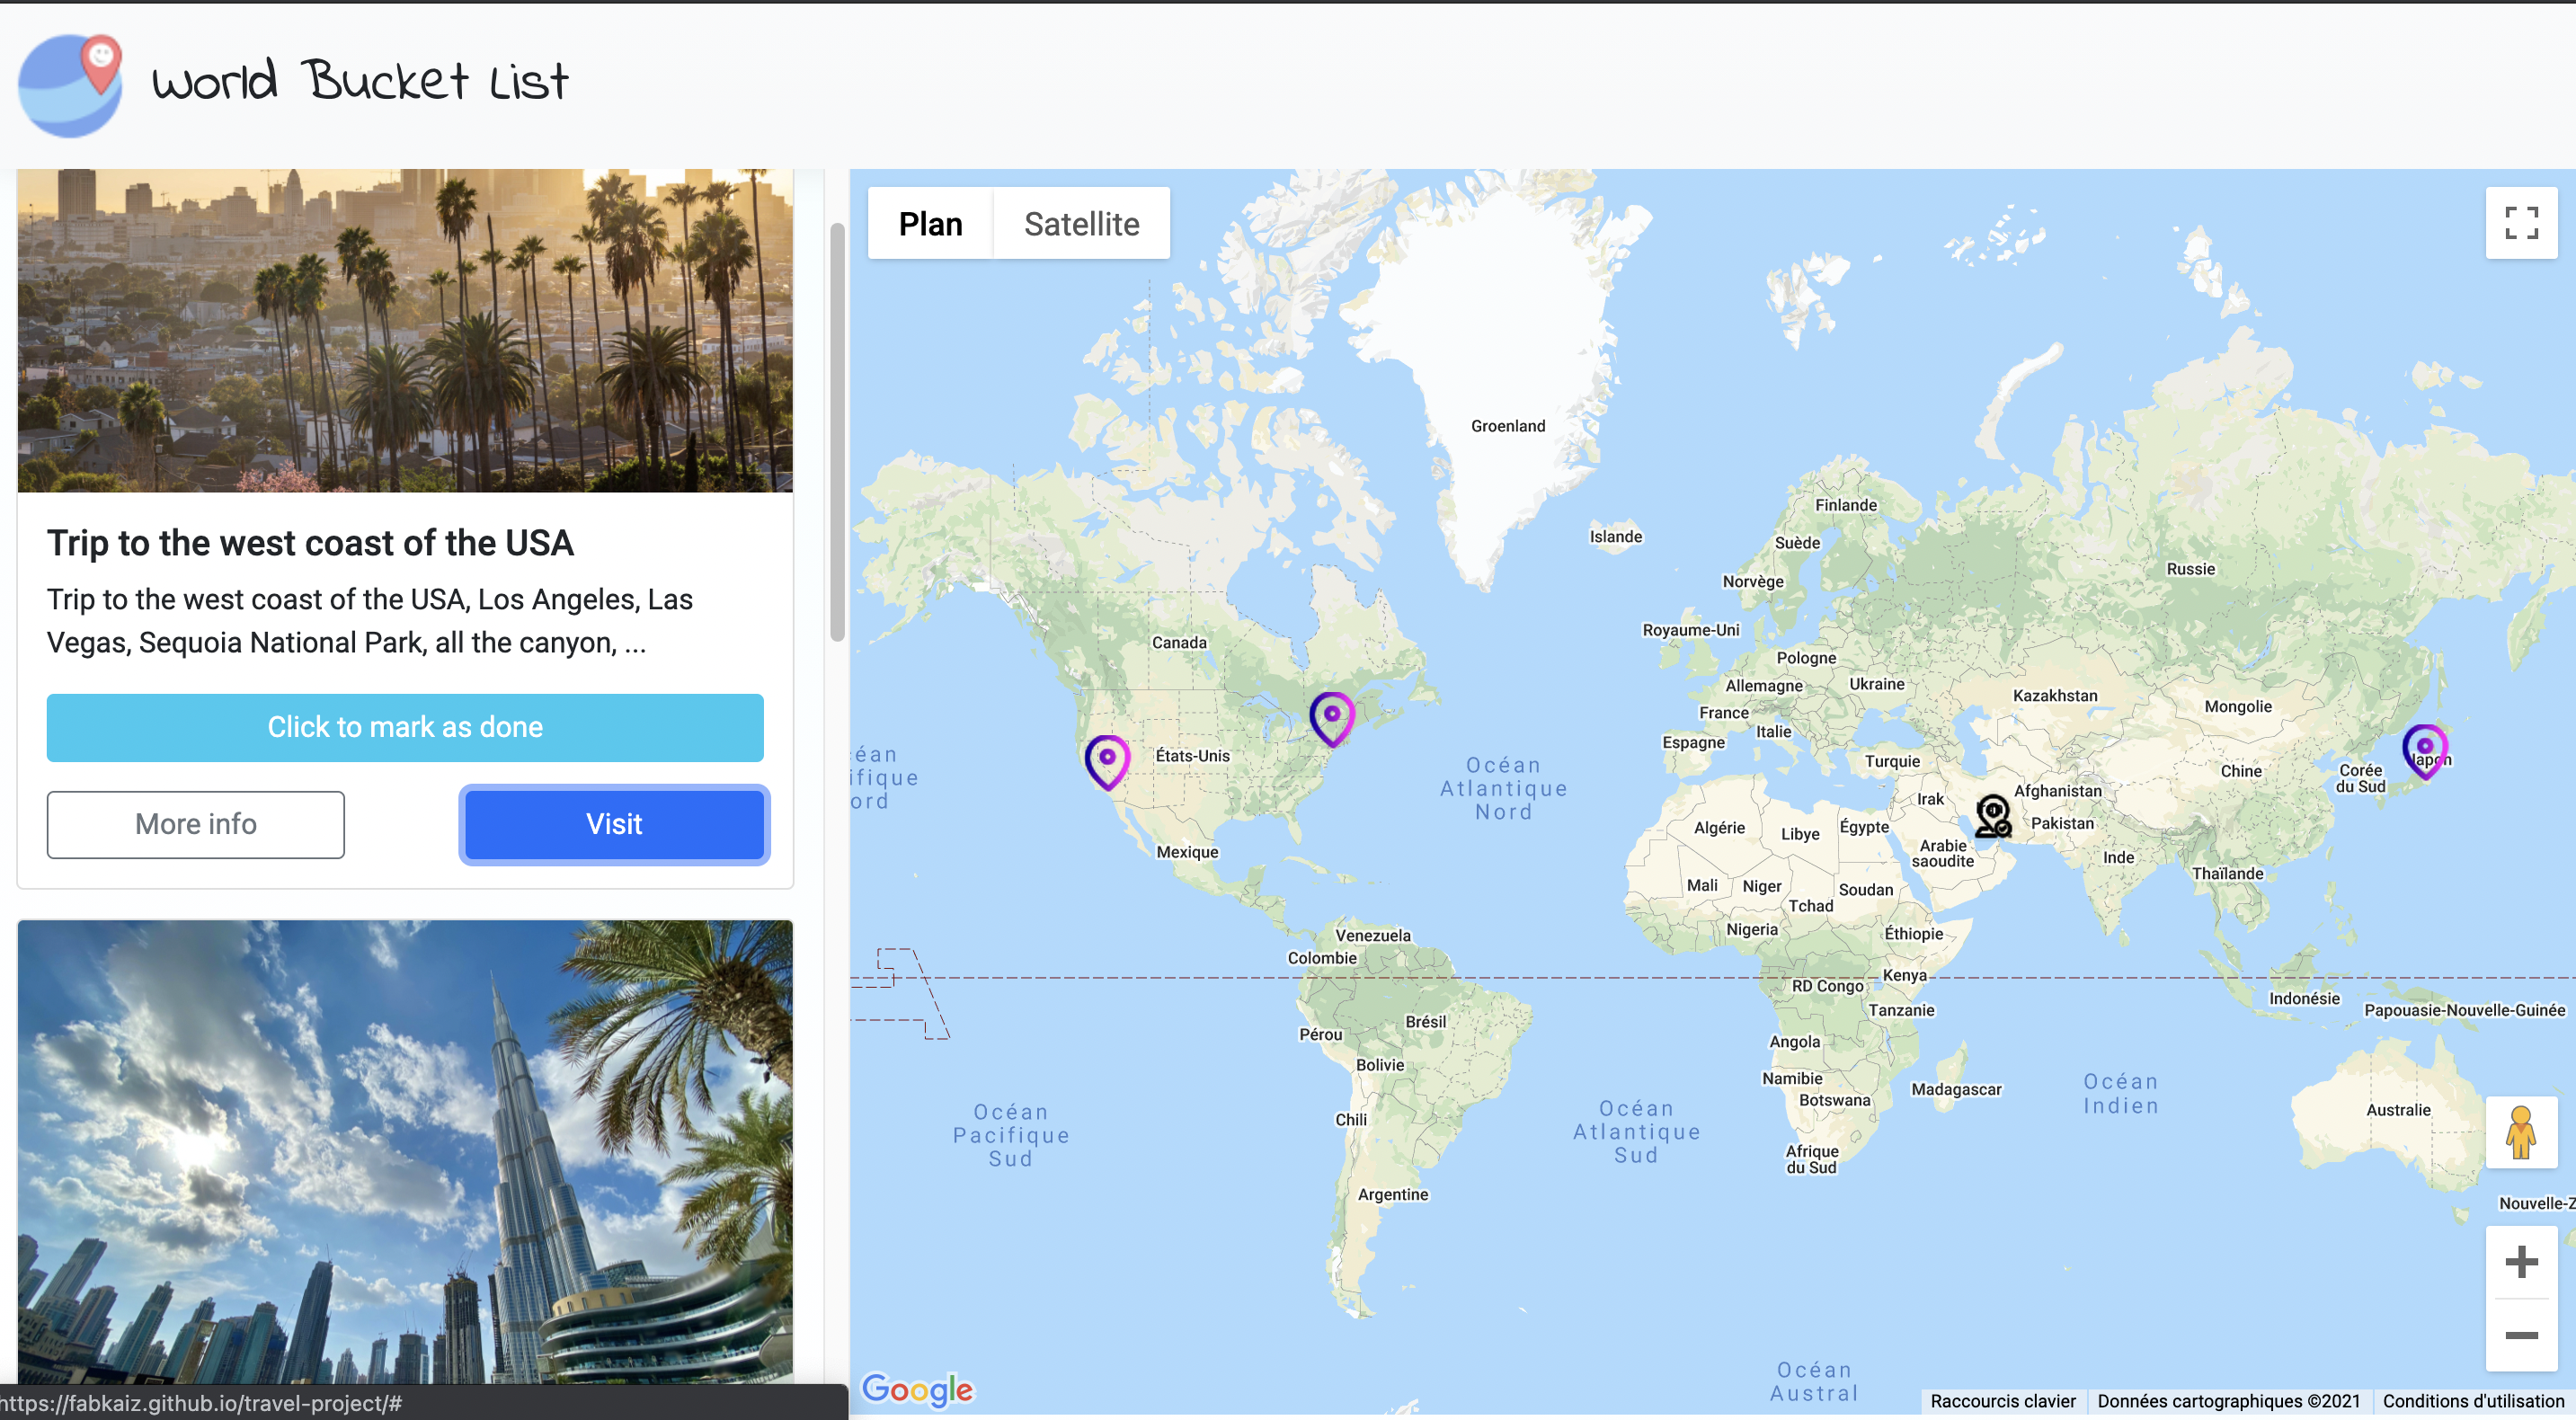 World Bucket List
Trip to the west coast of the USA
Trip to the west coast of the USA, Los Angeles, Las
Vegas, Sequoia National Park, all the canyon, ...
Click to mark as done
More info
Visit
https://fabkaiz.github.io/travel-project/#
Plan
Satellite
Groenland
Islande
Finlande
Suède
Norvège
Russie
Royaume-Uni
Canada
Pologne
Allemagne
Ukraine
Kazakhstan
France
Mongolie
Italie
Espagne
États-Unis
Turquie
Japon
Chine
Corée
du Sud
Océan
Atlantique
Nord
éan
ifique
ord
Irak
Afghanistan
Algérie
Libye
Égypte
Pakistan
Mexique
Arabie
saoudite
Inde
Thaïlande
Mali
Niger
Soudan
Tchad
Nigeria
Éthiopie
Venezuela
Colombie
Kenya
RD Congo
Indonésie
Papouasie-Nouvelle-Guinée
Tanzanie
Brésil
Pérou
Angola
Bolivie
Namibie
Botswana
Madagascar
Océan
Indien
Australie
Chili
Océan
Pacifique
Sud
Océan
Atlantique
Sud
Afrique
du Sud
Argentine
Nouvelle-Z
Océan
Austral
Google
Raccourcis clavier
Données cartographiques ©2021
Conditions d'utilisation